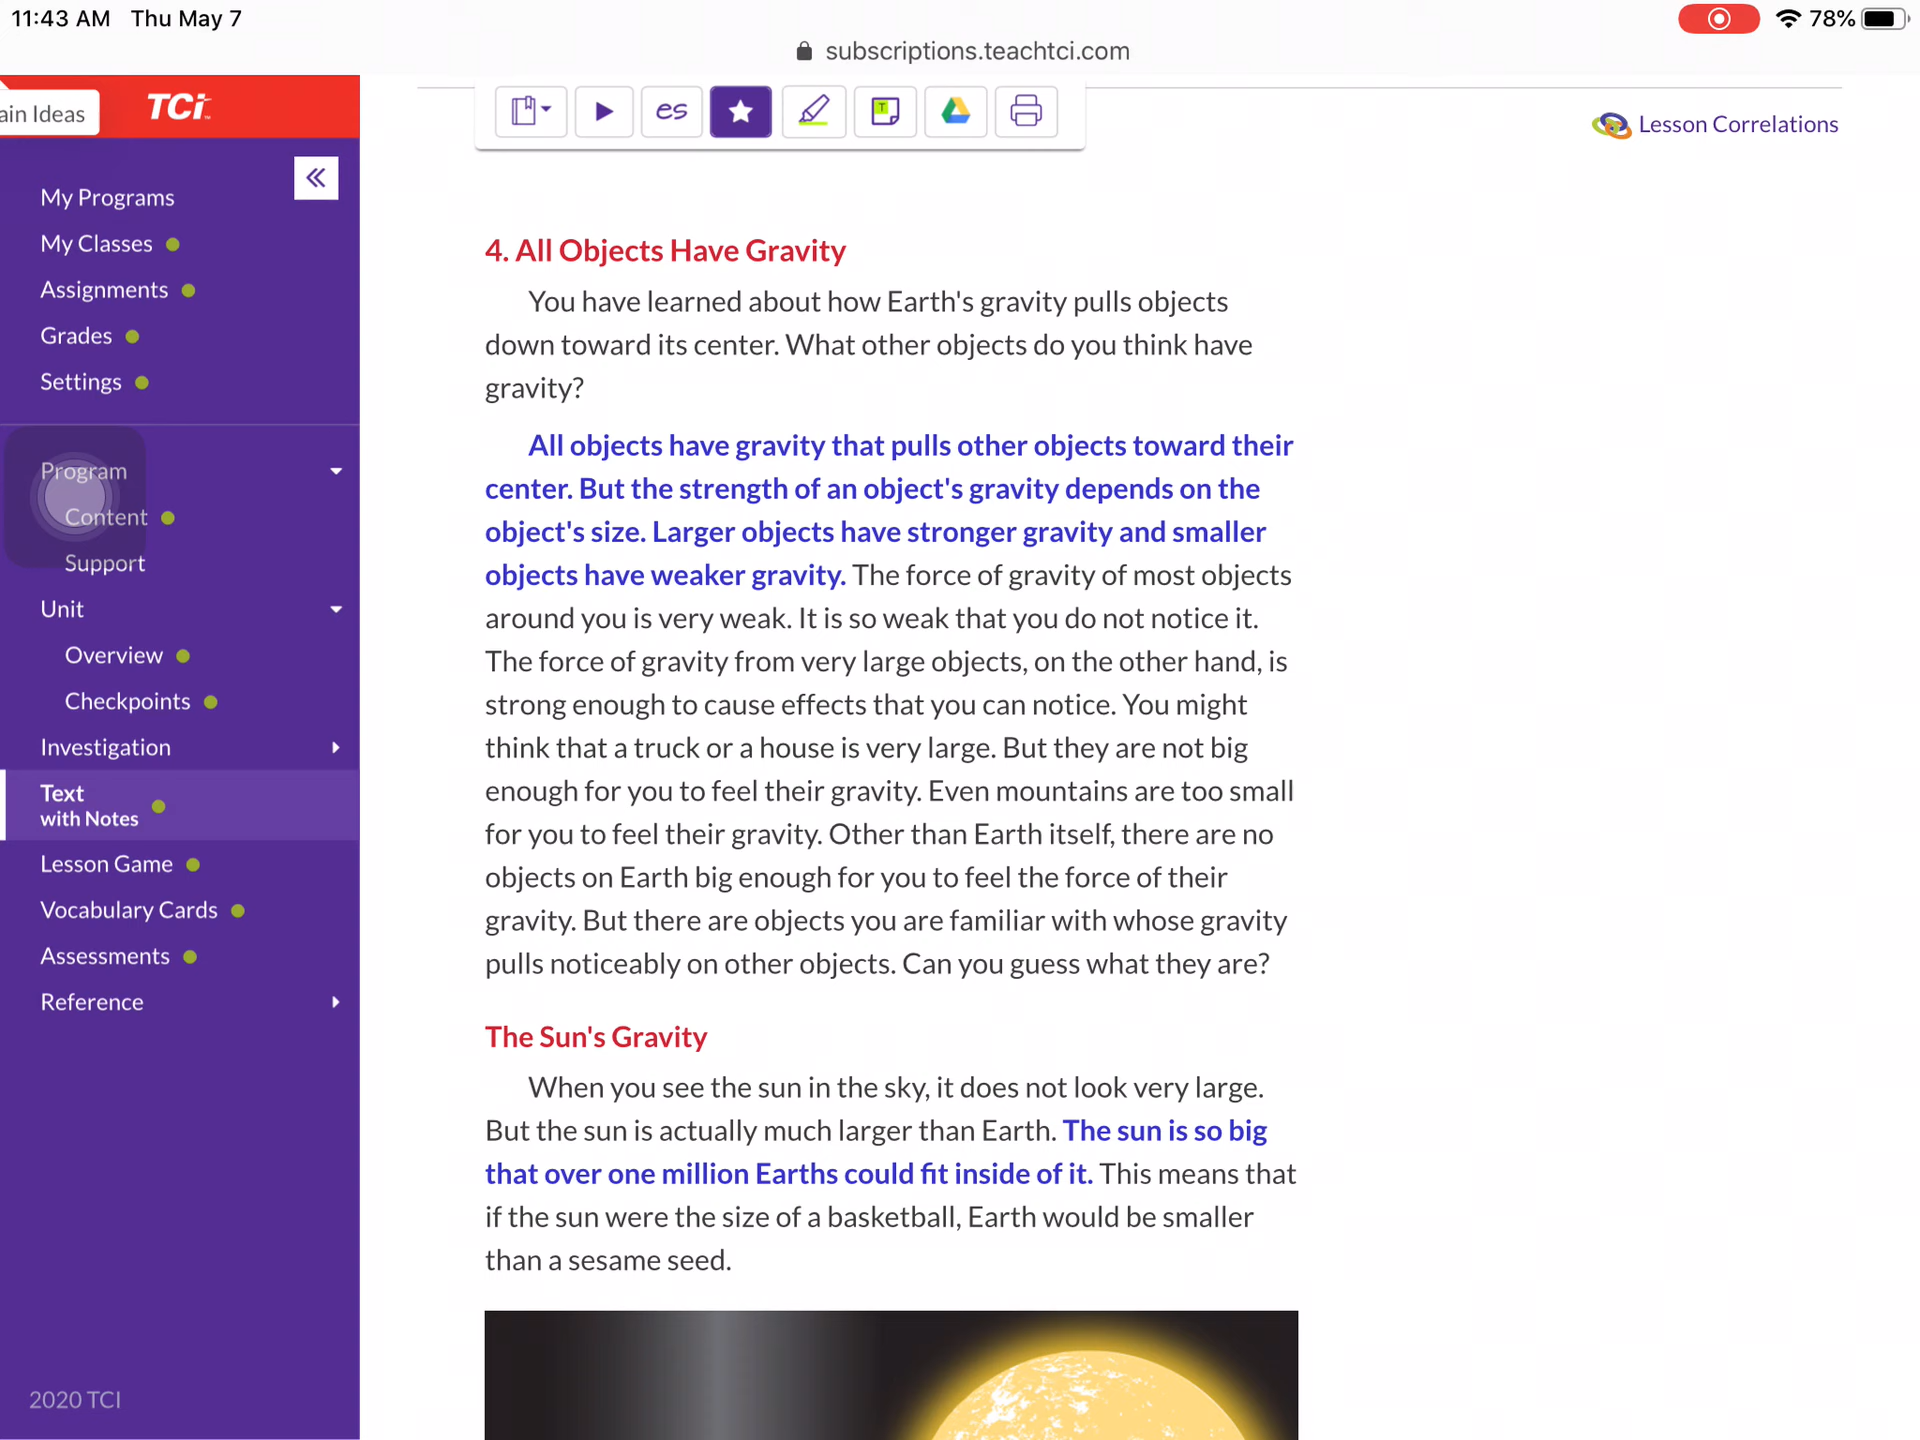 11:43 AM Thu May 7
78%
subscriptions.teachtci.com
ain Ideas
TCi
My Programs
My Classes
Assignments
Grades
Settings
Program
Content
Support
Unit
Overview
Checkpoints
Investigation
Text
with Notes
Lesson Game
Vocabulary Cards
Assessments
Reference
2020 TCI
es
T
Lesson Correlations
4. All Objects Have Gravity
You have learned about how Earth's gravity pulls objects
down toward its center. What other objects do you think have
gravity?
All objects have gravity that pulls other objects toward their
center. But the strength of an object's gravity depends on the
object's size. Larger objects have stronger gravity and smaller
objects have weaker gravity. The force of gravity of most objects
around you is very weak. It is so weak that you do not notice it.
The force of gravity from very large objects, on the other hand, is
strong enough to cause effects that you can notice. You might
think that a truck or a house is very large. But they are not big
enough for you to feel their gravity. Even mountains are too small
for you to feel their gravity. Other than Earth itself, there are no
objects on Earth big enough for you to feel the force of their
gravity. But there are objects you are familiar with whose gravity
pulls noticeably on other objects. Can you guess what they are?
The Sun's Gravity
When you see the sun in the sky, it does not look very large.
But the sun is actually much larger than Earth. The sun is so big
that over one million Earths could fit inside of it. This means that
if the sun were the size of a basketball, Earth would be smaller
than a sesame seed.